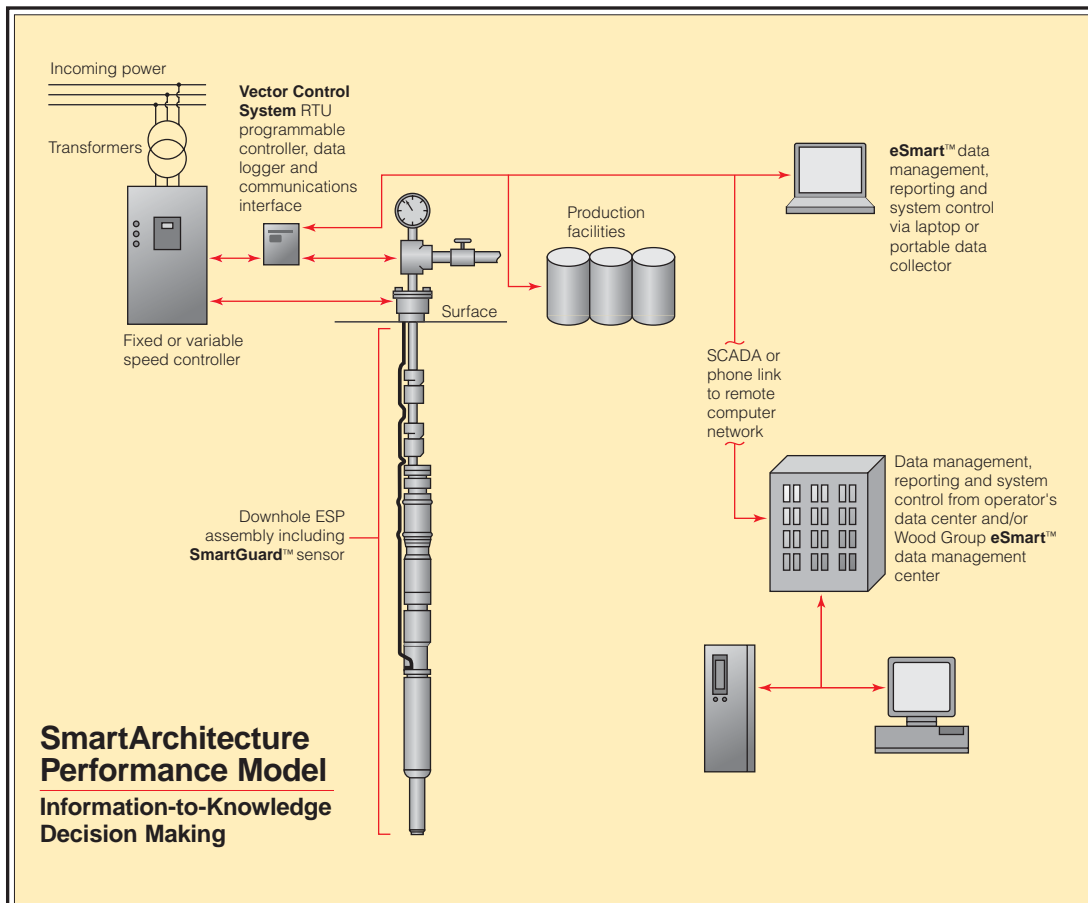 Incoming power
Transformers
Vector Control
System RTU
programmable
controller, data
logger and
communications
interface
Fixed or variable
speed controller
Surface
Production
facilities
eSmart™ data
management,
reporting and
system control
via laptop or
portable data
collector
SCADA or
phone link
to remote
computer
network
Data management,
reporting and system
control from operator's
data center and/or
Wood Group eSmart™
data management
center
Downhole ESP
assembly including
SmartGuard™ sensor
SmartArchitecture
Performance Model
Information-to-Knowledge
Decision Making